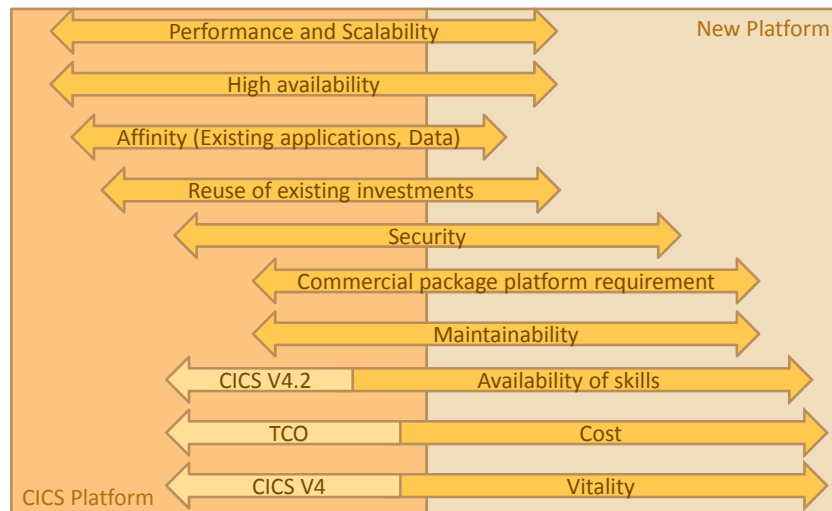 Performance and Scalability
New Platform
High availability
Affinity (Existing applications, Data)
Reuse of existing investments
Security
Commercial package platform requirement
Maintainability
CICS V4.2 Availability of skills
TCO Cost
CICS V4 Vitality
CICS Platform